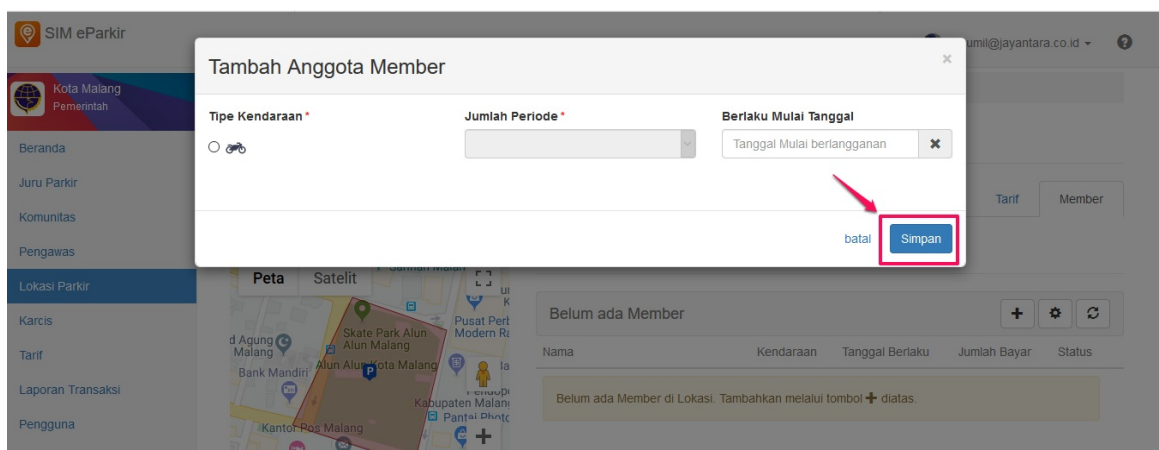 SIM eParkir
umil@jayantara.co.id
Kota Malang
Pemerintah
Beranda
Juru Parkir
Komunitas
Pengawas
Lokasi Parkir
Karcis
Tarif
Laporan Transaksi
Pengguna
Tambah Anggota Member
×
Tipe Kendaraan *
Jumlah Periode *
Berlaku Mulai Tanggal
Tanggal Mulai berlangganan
batal
Simpan
Tarif
Member
Peta
Satelit
Pusat Pert
Modern Ra
Skate Park Alun
Alun Malang
d Agung
Malang
Alun Alun Kota Malang
Bank Mandiri
Kabupaten Malang
Pantai Photo
Kantor Pos Malang
Belum ada Member
Nama
Kendaraan
Tanggal Berlaku
Jumlah Bayar
Status
Belum ada Member di Lokasi. Tambahkan melalui tombol + diatas.